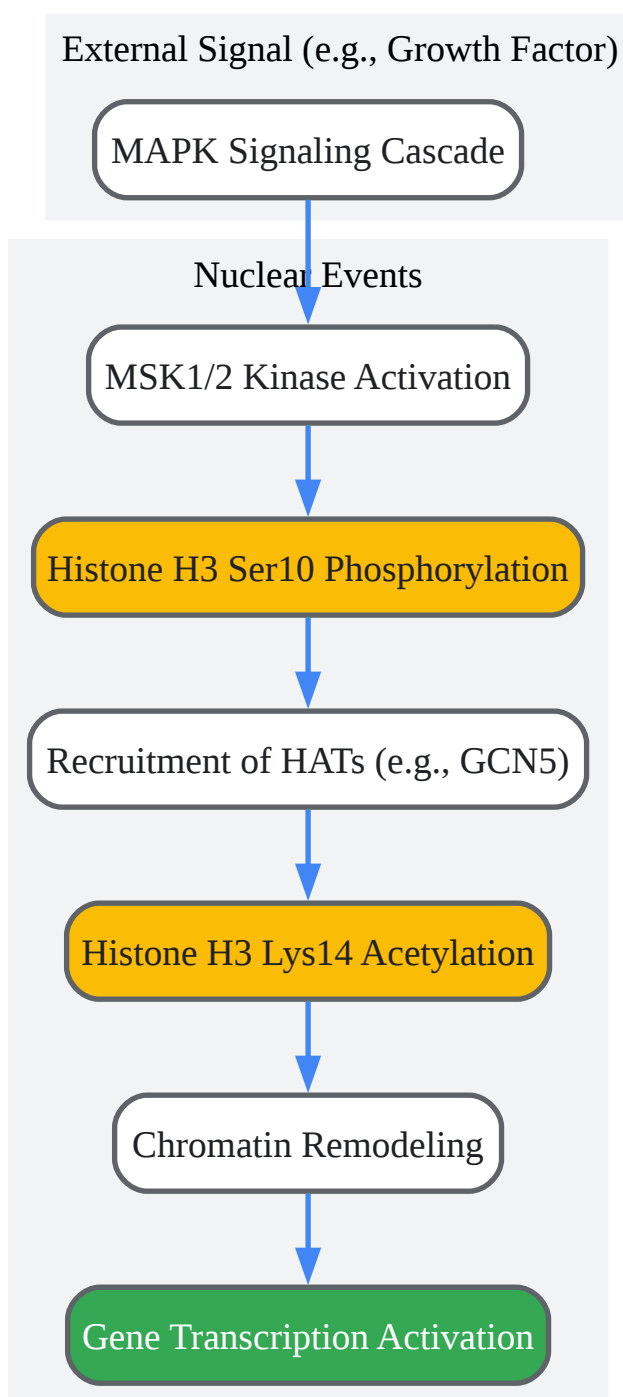 External Signal (e.g., Growth Factor)
MAPK Signaling Cascade
Nuclear Events
MSK1/2 Kinase Activation
Histone H3 Ser10 Phosphorylation
Recruitment of HATs (e.g., GCN5)
Histone H3 Lys14 Acetylation
Chromatin Remodeling
Gene Transcription Activation